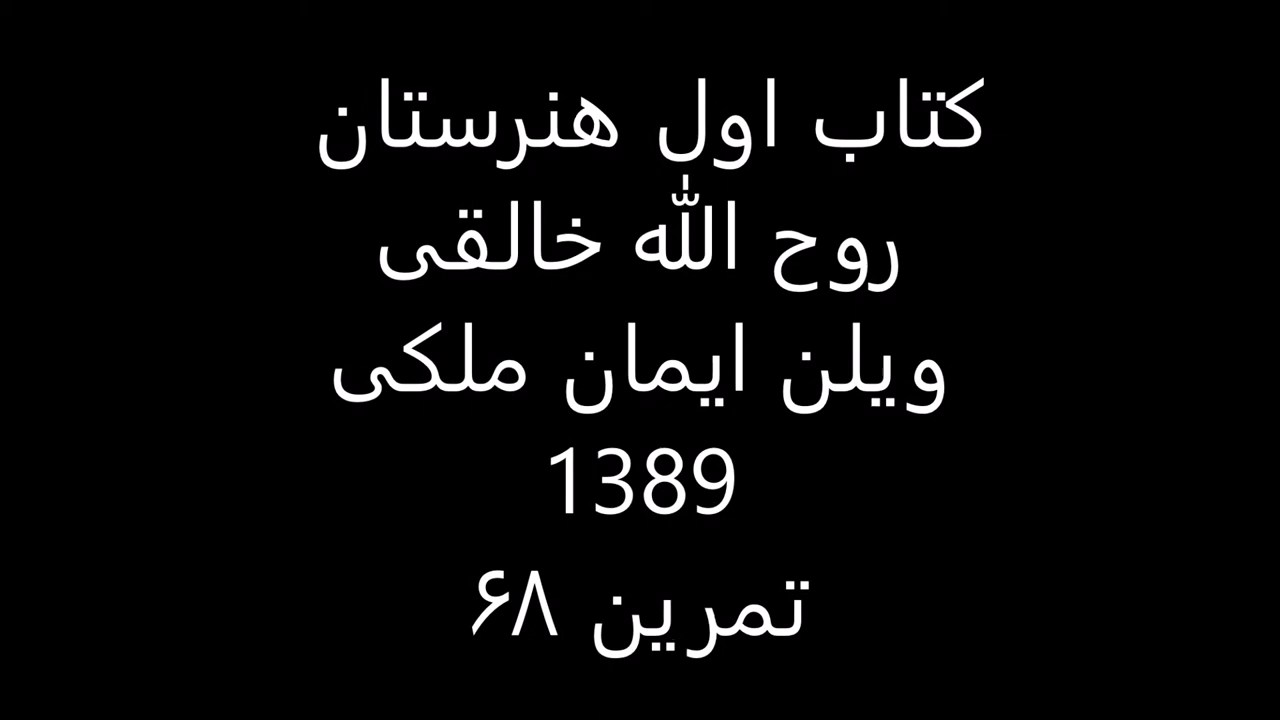 کتاب اول هنرستان
روح الله خالقی
ویلن ایمان ملکی
1389
تمرین ۶۸